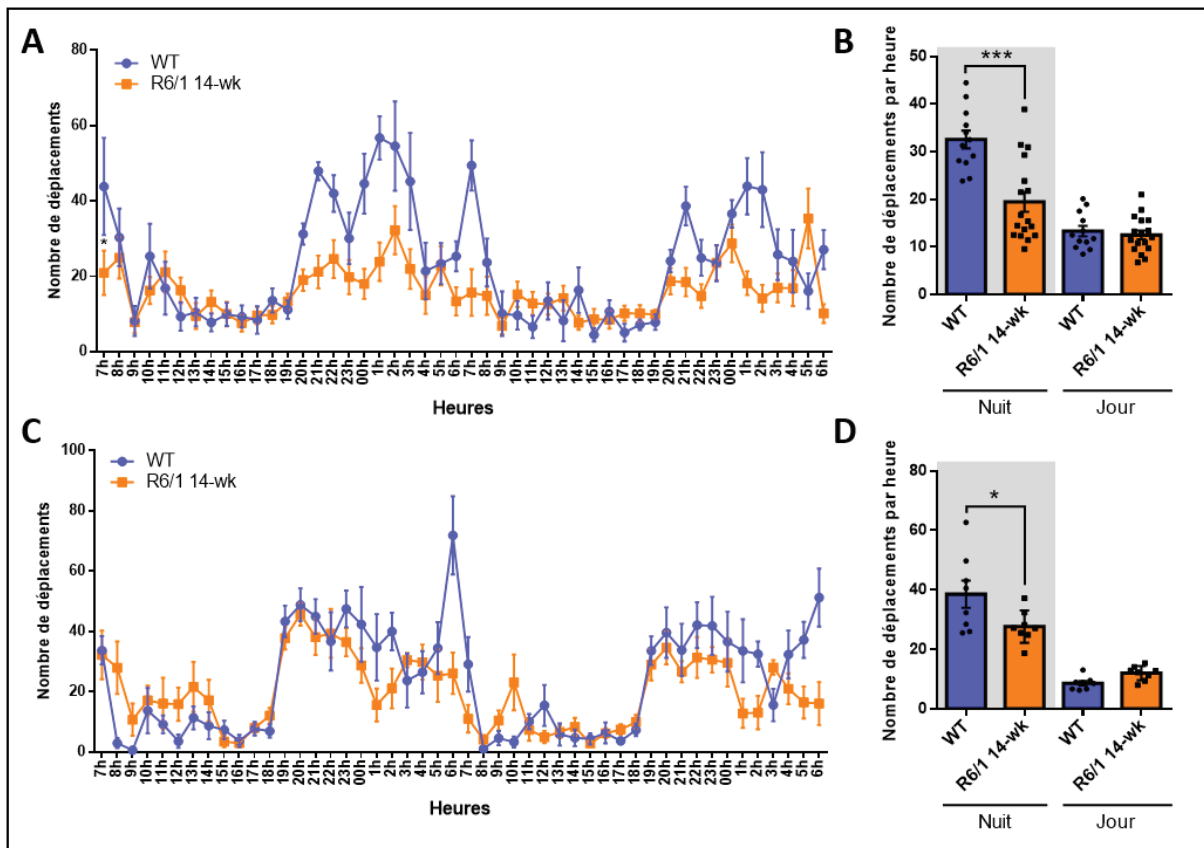 A
Nombre de déplacements
80
60
40
20
0
WT
R6/1 14-wk
*
7h 8h 9h 10h 11h 12h 13h 14h 15h 16h 17h 18h 19h 20h 21h 22h 23h 00h 1h 2h 3h 4h 5h 6h 7h 8h 9h 10h 11h 12h 13h 14h 15h 16h 17h 18h 19h 20h 21h 22h 23h 00h 1h 2h 3h 4h 5h 6h
Heures
B
Nombre de déplacements par heure
50
40
30
20
10
0
***
WT
R6/1 14-wk
WT
R6/1 14-wk
Nuit
Jour
C
Nombre de déplacements
100
80
60
40
20
0
WT
R6/1 14-wk
7h 8h 9h 10h 11h 12h 13h 14h 15h 16h 17h 18h 19h 20h 21h 22h 23h 00h 1h 2h 3h 4h 5h 6h 7h 8h 9h 10h 11h 12h 13h 14h 15h 16h 17h 18h 19h 20h 21h 22h 23h 00h 1h 2h 3h 4h 5h 6h
Heures
D
Nombre de déplacements par heure
80
60
40
20
0
*
WT
R6/1 14-wk
WT
R6/1 14-wk
Nuit
Jour